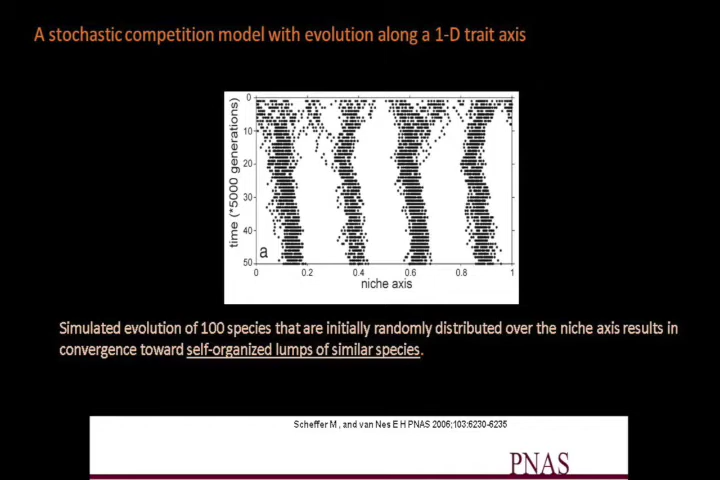 A stochastic competition model with evolution along a 1-D trait axis
time (*5000 generations)
0
10
20
30
40
50
a
0 0.2 0.4 0.6 0.8 1
niche axis
Simulated evolution of 100 species that are initially randomly distributed over the niche axis results in
convergence toward self-organized lumps of similar species.
Scheffer M , and van Nes E H PNAS 2006;103:6230-6235
PNAS